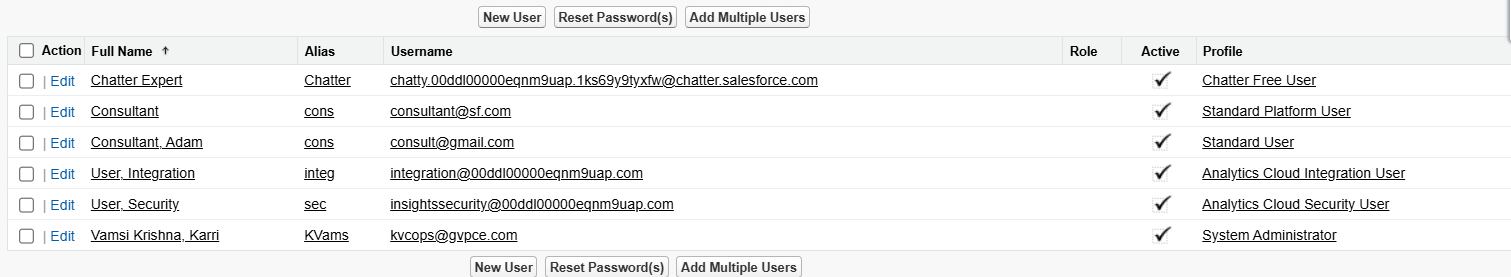 New User Reset Password(s) Add Multiple Users
Action Full Name ↑ Alias Username Role Active Profile
| Edit Chatter Expert Chatter chatty.00ddl00000eqnm9uap.1ks69y9tyxfw@chatter.salesforce.com Chatter Free User
| Edit Consultant cons consultant@sf.com Standard Platform User
| Edit Consultant, Adam cons consult@gmail.com Standard User
| Edit User, Integration integ integration@00ddl00000eqnm9uap.com Analytics Cloud Integration User
| Edit User, Security sec insightssecurity@00ddl00000eqnm9uap.com Analytics Cloud Security User
| Edit Vamsi Krishna, Karri KVams kvcops@gvpce.com System Administrator
New User Reset Password(s) Add Multiple Users